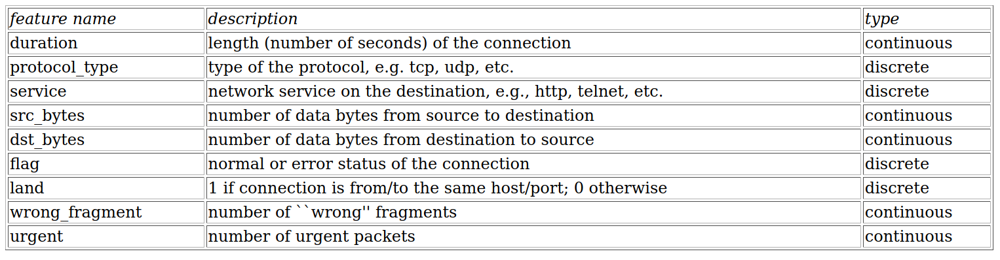 feature name description type
duration length (number of seconds) of the connection continuous
protocol_type type of the protocol, e.g. tcp, udp, etc. discrete
service network service on the destination, e.g., http, telnet, etc. discrete
src_bytes number of data bytes from source to destination continuous
dst_bytes number of data bytes from destination to source continuous
flag normal or error status of the connection discrete
land 1 if connection is from/to the same host/port; 0 otherwise discrete
wrong_fragment number of ``wrong'' fragments continuous
urgent number of urgent packets continuous